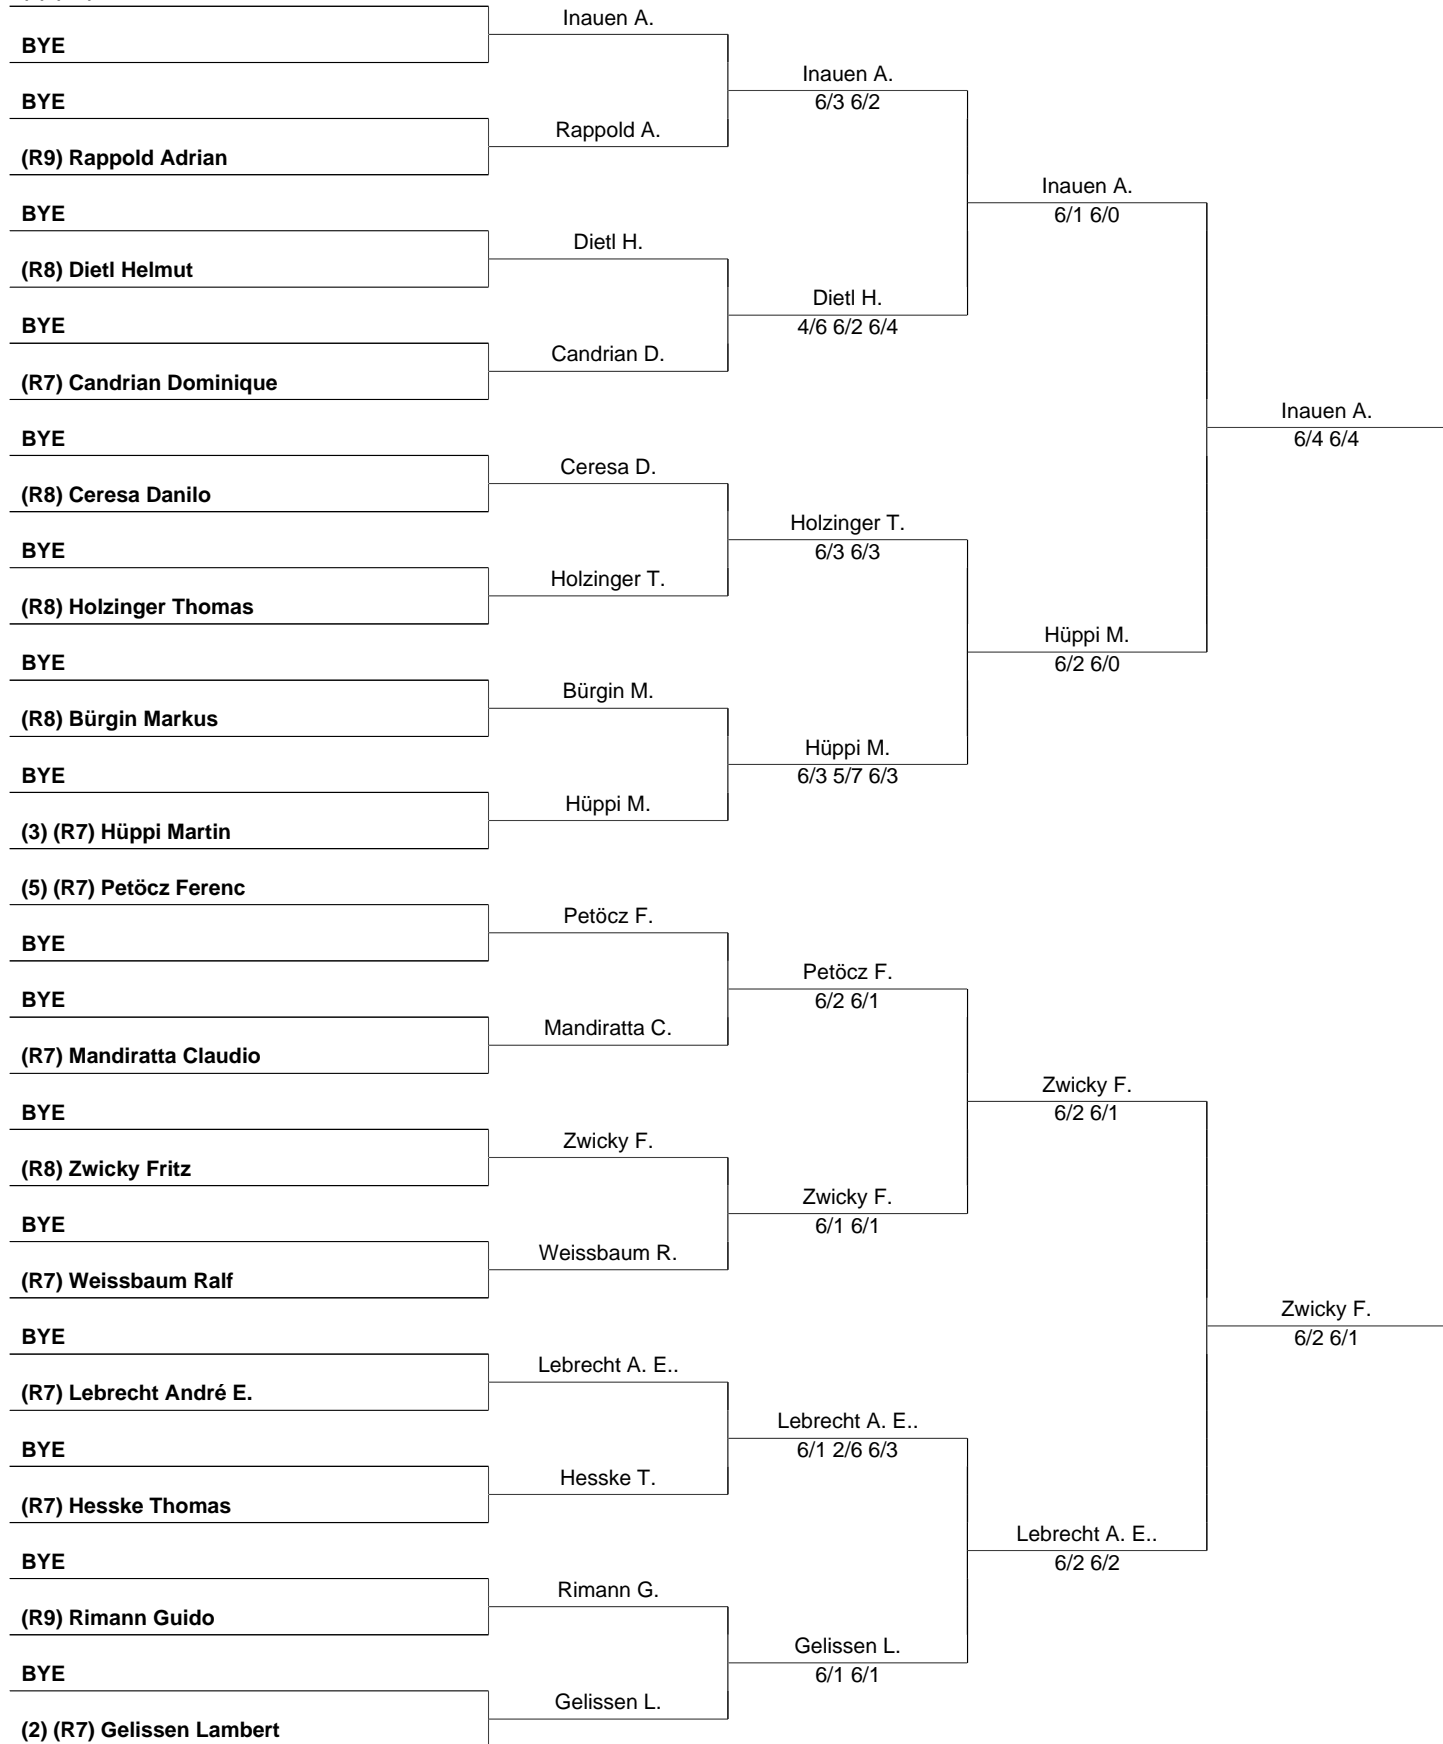 BYE
BYE
(R9) Rappold Adrian
BYE
(R8) Dietl Helmut
BYE
(R7) Candrian Dominique
BYE
(R8) Ceresa Danilo
BYE
(R8) Holzinger Thomas
BYE
(R8) Bürgin Markus
BYE
(3) (R7) Hüppi Martin
(5) (R7) Petöcz Ferenc
BYE
BYE
(R7) Mandiratta Claudio
BYE
(R8) Zwicky Fritz
BYE
(R7) Weissbaum Ralf
BYE
(R7) Lebrecht André E.
BYE
(R7) Hesske Thomas
BYE
(R9) Rimann Guido
BYE
(2) (R7) Gelissen Lambert
Inauen A.
Rappold A.
Dietl H.
Candrian D.
Ceresa D.
Holzinger T.
Bürgin M.
Hüppi M.
Petöcz F.
Mandiratta C.
Zwicky F.
Weissbaum R.
Lebrecht A. E..
Hesske T.
Rimann G.
Gelissen L.
Inauen A.
6/3 6/2
Dietl H.
4/6 6/2 6/4
Holzinger T.
6/3 6/3
Hüppi M.
6/3 5/7 6/3
Petöcz F.
6/2 6/1
Zwicky F.
6/1 6/1
Lebrecht A. E..
6/1 2/6 6/3
Gelissen L.
6/1 6/1
Inauen A.
6/1 6/0
Hüppi M.
6/2 6/0
Zwicky F.
6/2 6/1
Lebrecht A. E..
6/2 6/2
Inauen A.
6/4 6/4
Zwicky F.
6/2 6/1